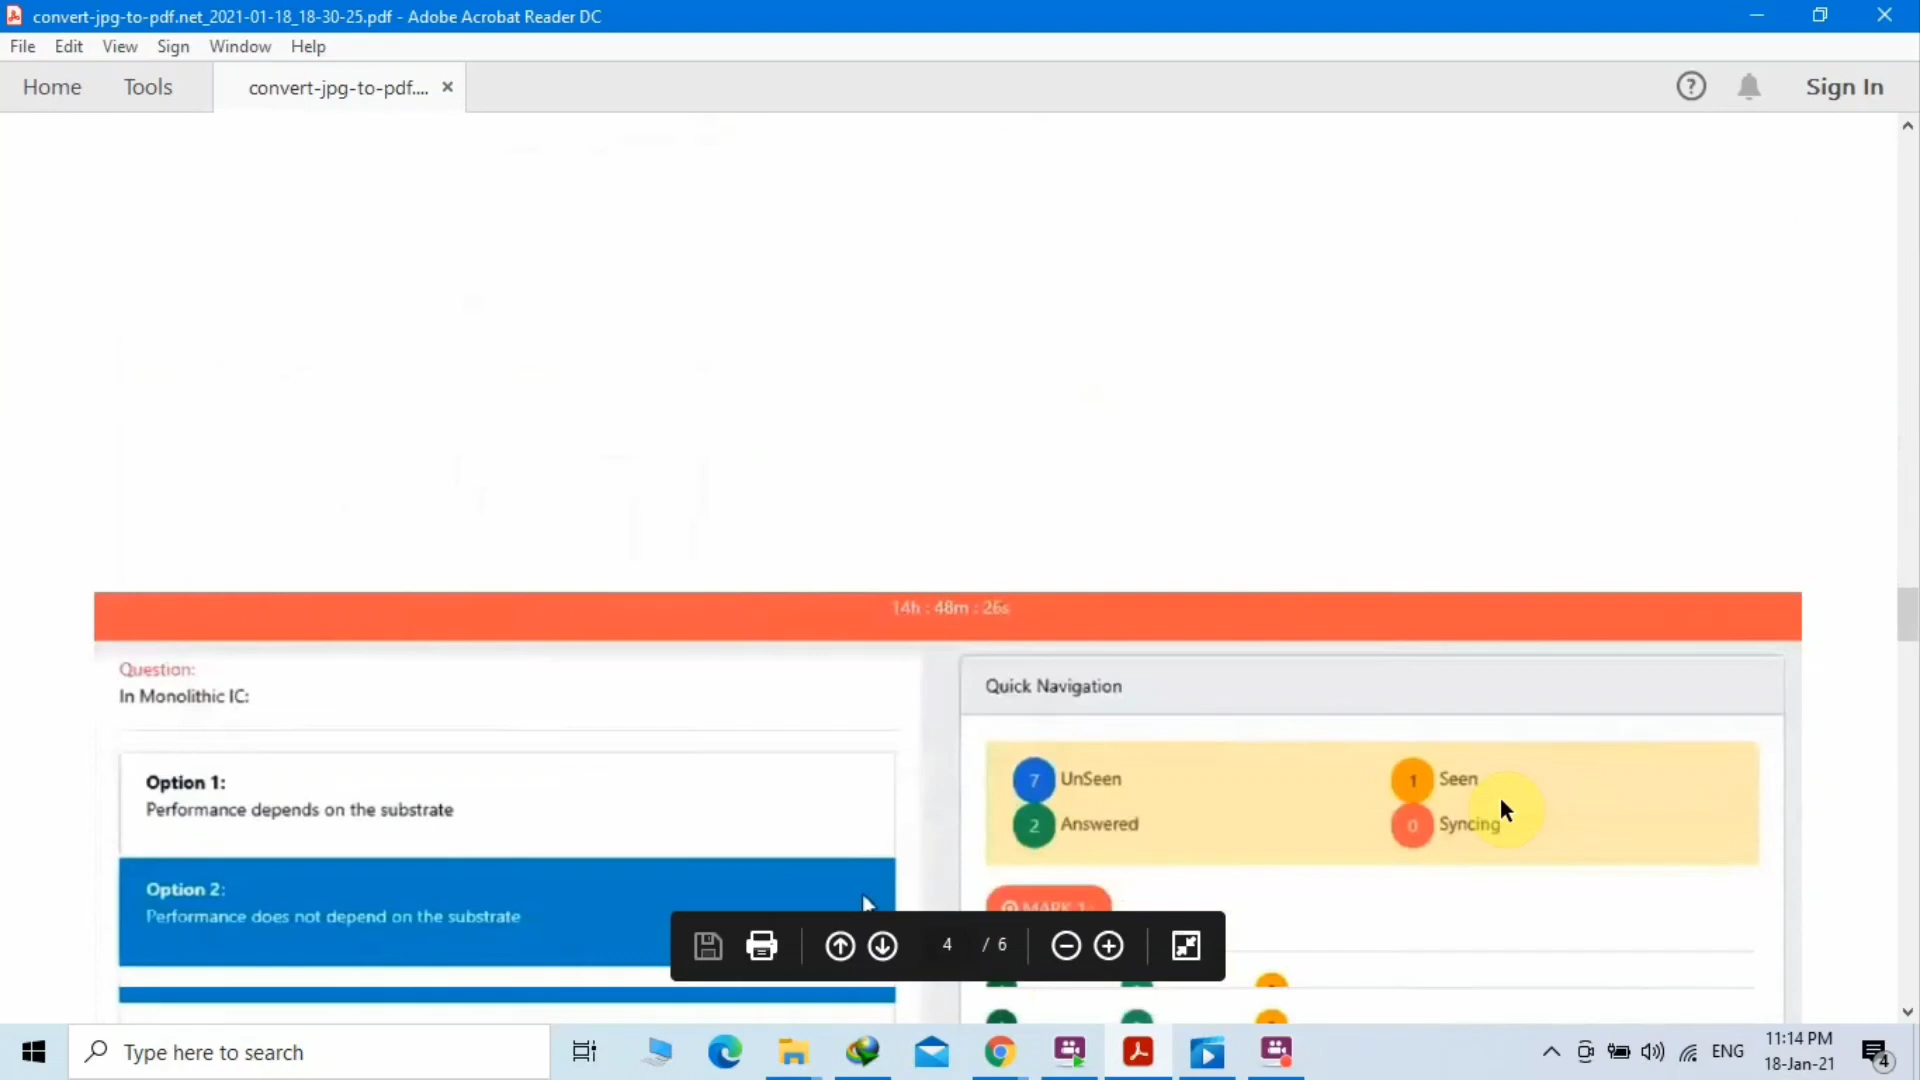 convert-jpg-to-pdf.net_2021-01-18_18-30-25.pdf - Adobe Acrobat Reader DC
File Edit View Sign Window Help
Home Tools convert-jpg-to-pdf.... × ? Sign In
14h : 48m : 26s
Question:
In Monolithic IC:
Option 1:
Performance depends on the substrate
Option 2:
Performance does not depend on the substrate
Quick Navigation
7 UnSeen 1 Seen
2 Answered 0 Syncing
MARK 1
4 / 6
Type here to search
ENG
11:14 PM
18-Jan-21
4